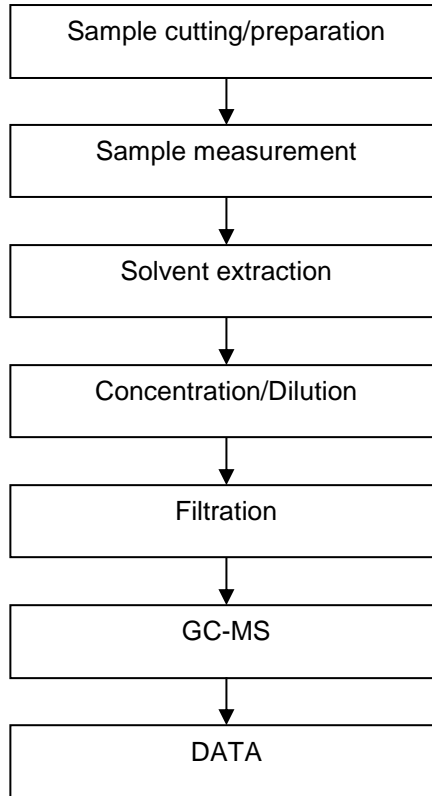 Sample cutting/preparation
Sample measurement
Solvent extraction
Concentration/Dilution
Filtration
GC-MS
DATA